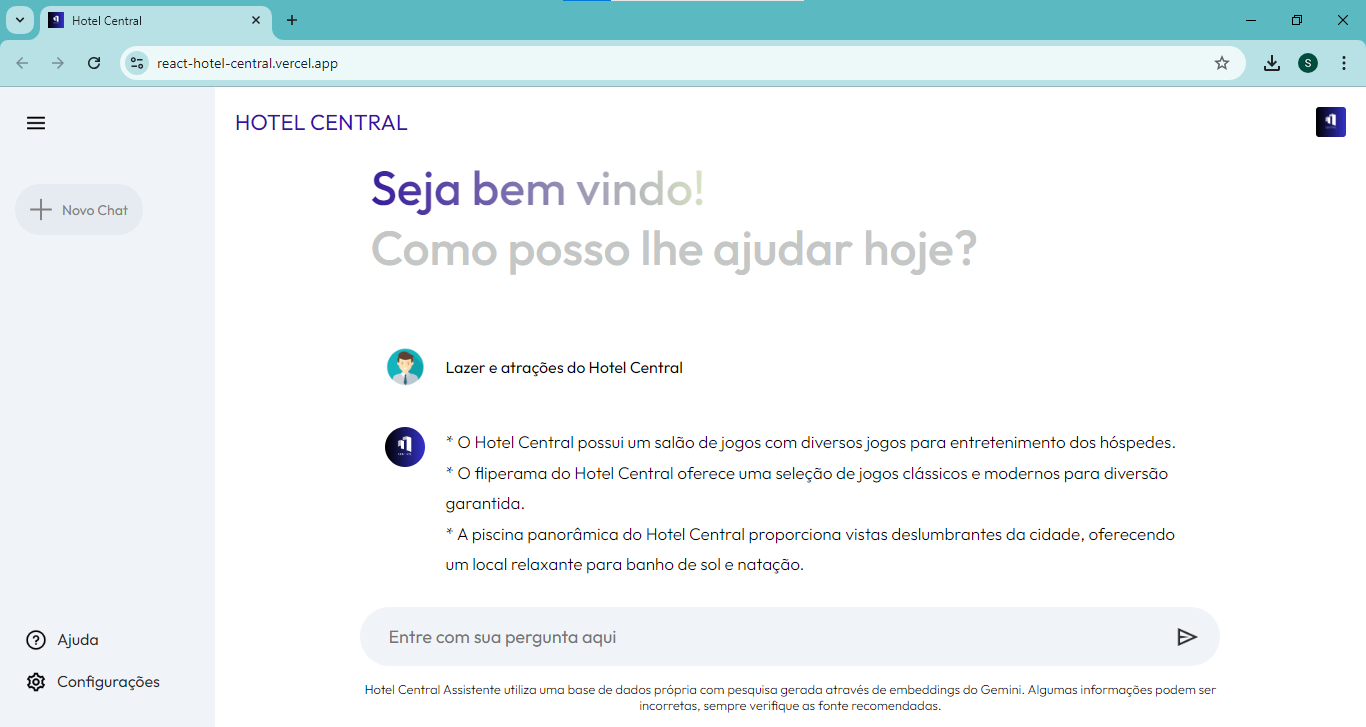 Hotel Central
react-hotel-central.vercel.app
S
HOTEL CENTRAL
Novo Chat
Seja bem vindo!
Como posso lhe ajudar hoje?
Lazer e atrações do Hotel Central
* O Hotel Central possui um salão de jogos com diversos jogos para entretenimento dos hóspedes.
* O fliperama do Hotel Central oferece uma seleção de jogos clássicos e modernos para diversão
garantida.
* A piscina panorâmica do Hotel Central proporciona vistas deslumbrantes da cidade, oferecendo
um local relaxante para banho de sol e natação.
Entre com sua pergunta aqui
Ajuda
Configurações
Hotel Central Assistente utiliza uma base de dados própria com pesquisa gerada através de embeddings do Gemini. Algumas informações podem ser
incorretas, sempre verifique as fonte recomendadas.